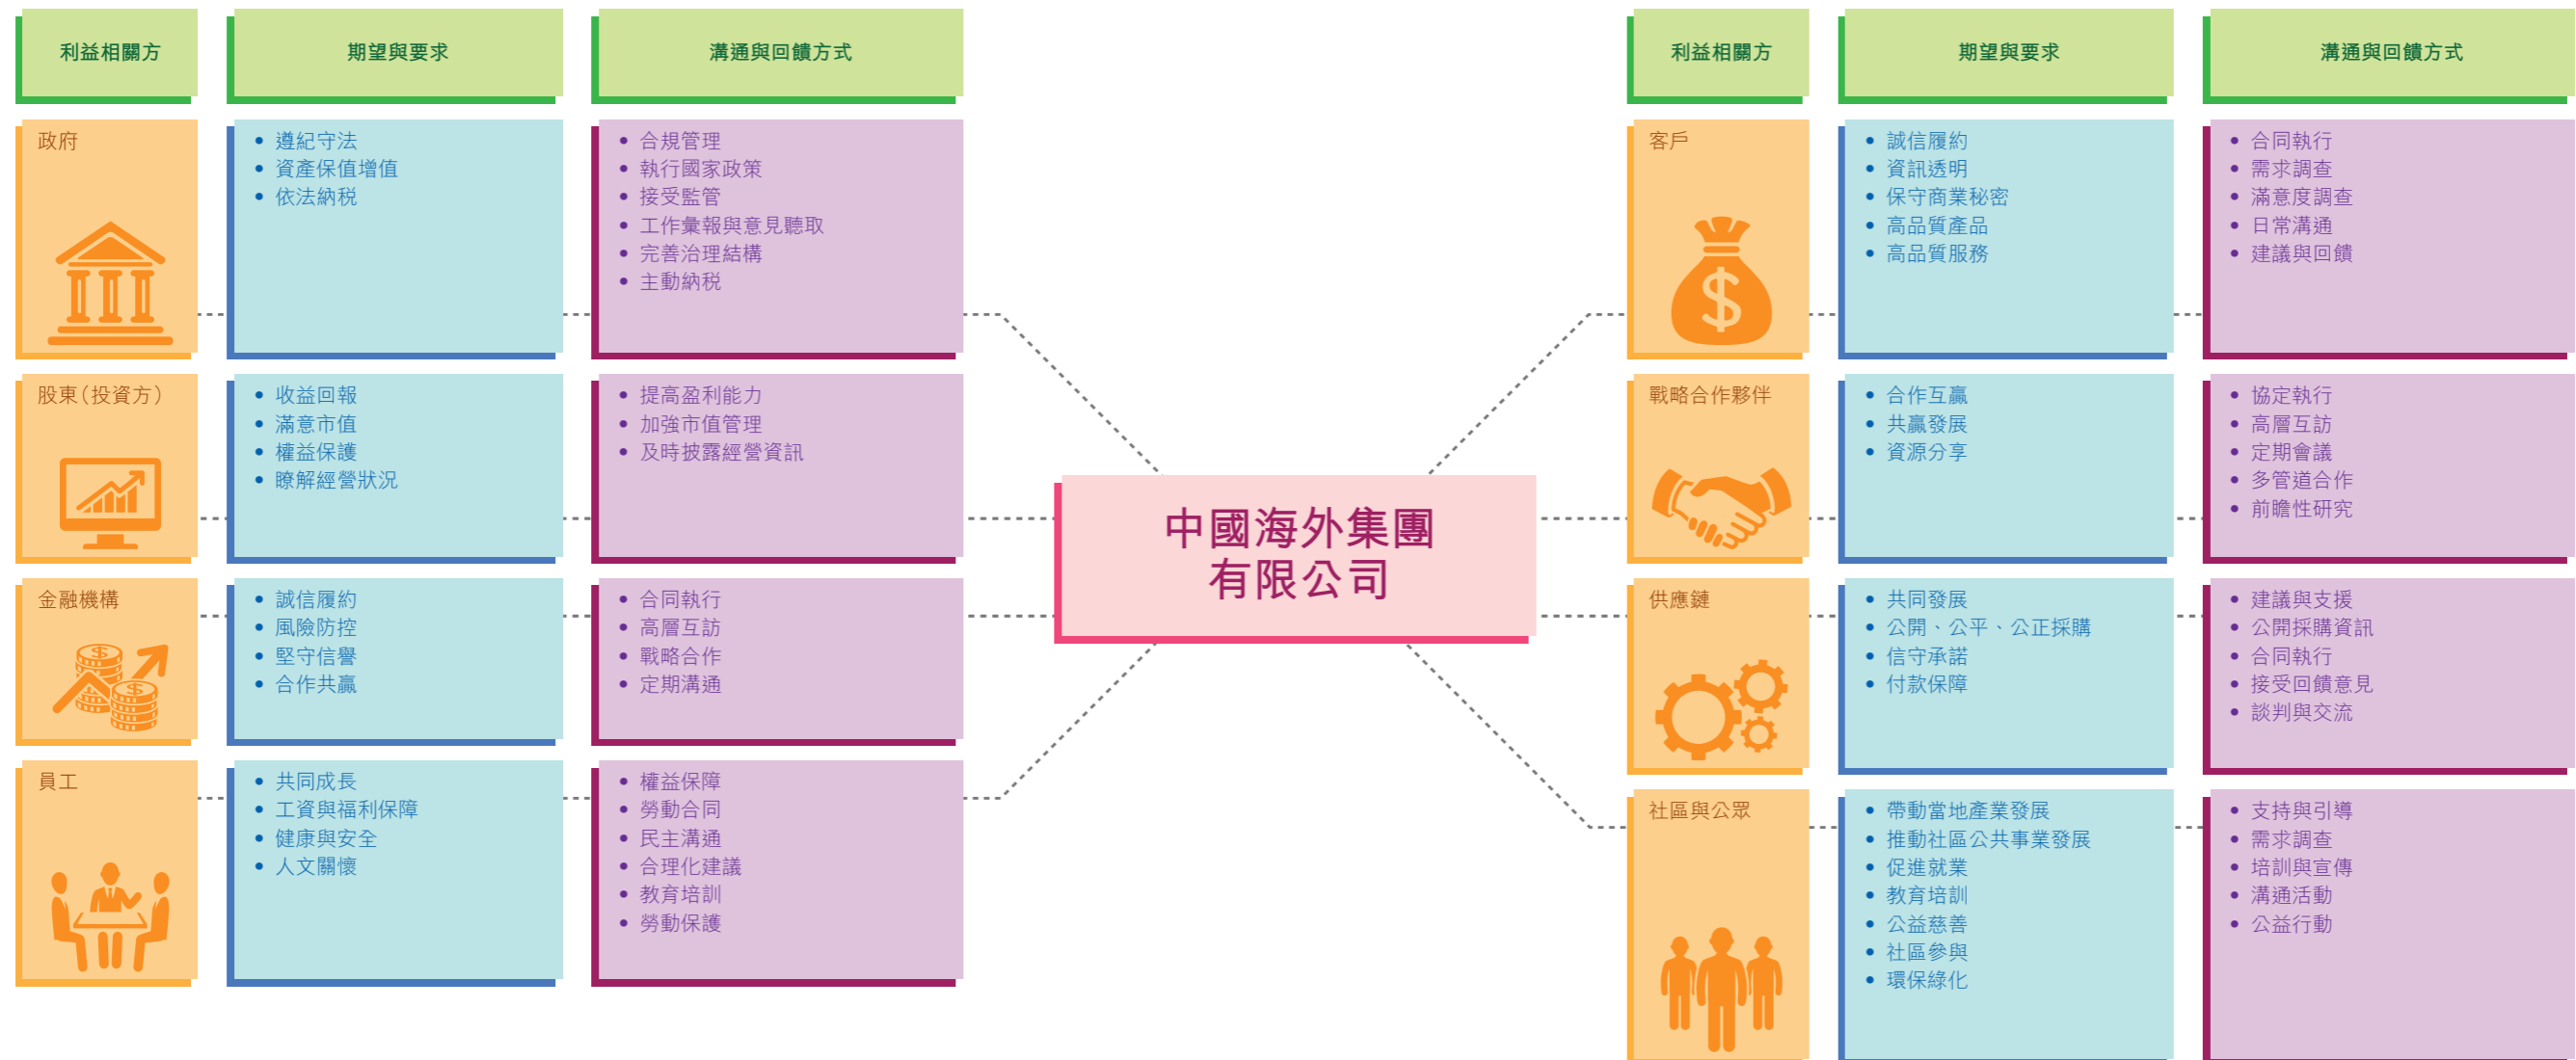 利益相關方
期望與要求
溝通與回饋方式
政府
遵紀守法
資產保值增值
依法納税
合規管理
執行國家政策
接受監管
工作彙報與意見聽取
完善治理結構
主動納税
股東（投資方）
收益回報
滿意市值
權益保護
瞭解經營狀況
提高盈利能力
加強市值管理
及時披露經營資訊
金融機構
誠信履約
風險防控
堅守信譽
合作共贏
合同執行
高層互訪
戰略合作
定期溝通
員工
共同成長
工資與福利保障
健康與安全
人文關懷
權益保障
勞動合同
民主溝通
合理化建議
教育培訓
勞動保護
中國海外集團
有限公司
利益相關方
期望與要求
溝通與回饋方式
客戶
誠信履約
資訊透明
保守商業秘密
高品質產品
高品質服務
合同執行
需求調查
滿意度調查
日常溝通
建議與回饋
戰略合作夥伴
合作互贏
共贏發展
資源分享
協定執行
高層互訪
定期會議
多管道合作
前瞻性研究
供應鏈
共同發展
公開、公平、公正採購
信守承諾
付款保障
建議與支援
公開採購資訊
合同執行
接受回饋意見
談判與交流
社區與公眾
帶動當地產業發展
推動社區公共事業發展
促進就業
教育培訓
公益慈善
社區參與
環保綠化
支持與引導
需求調查
培訓與宣傳
溝通活動
公益行動